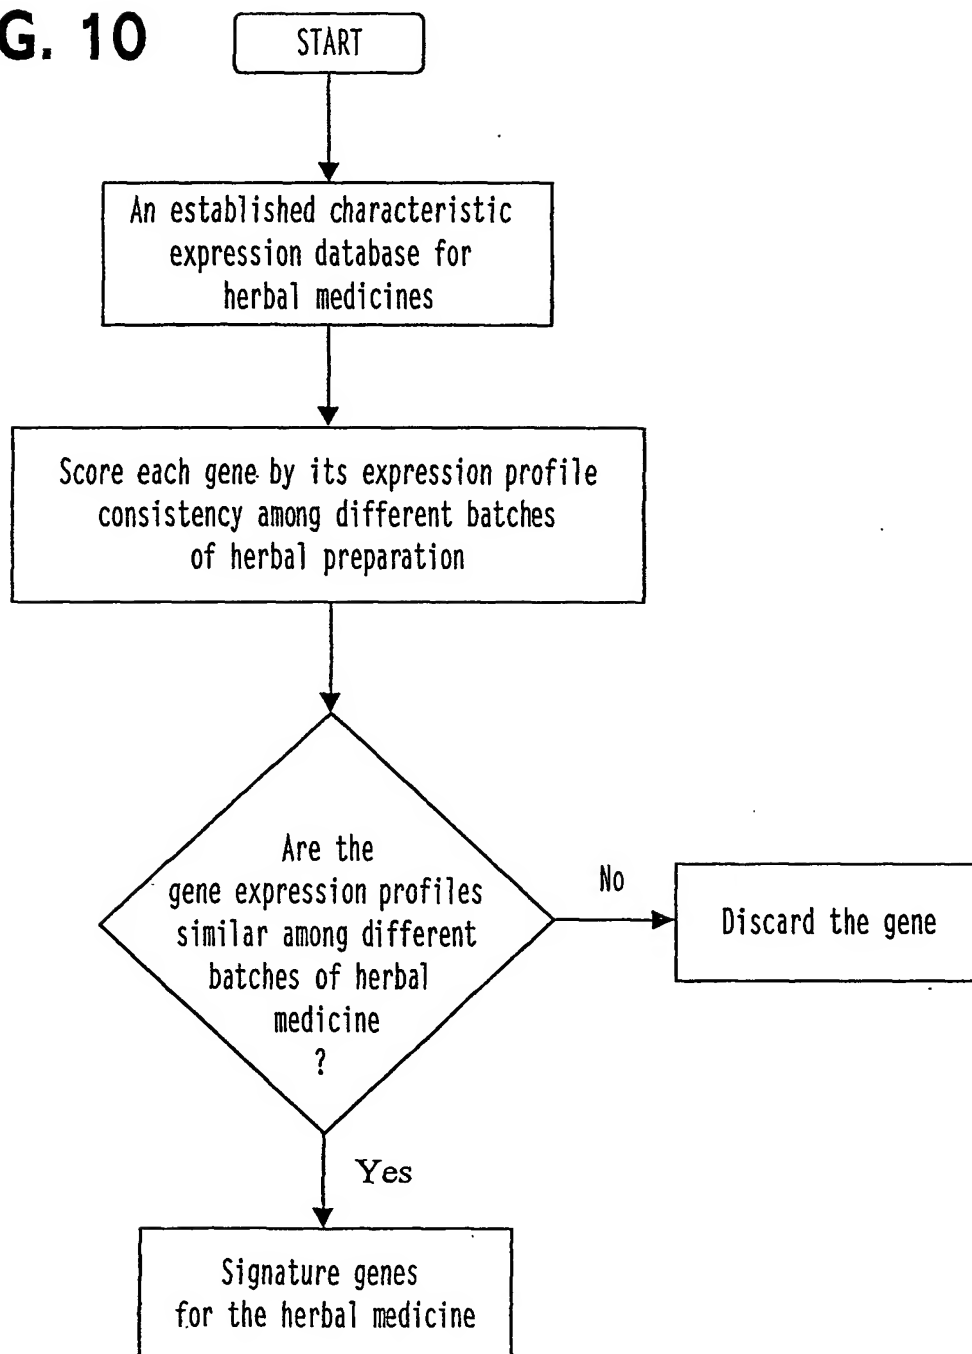 G. 10
START
An established characteristic
expression database for
herbal medicines
Score each gene by its expression profile
consistency among different batches
of herbal preparation
Are the
gene expression profiles
similar among different
batches of herbal
medicine
?
No
Discard the gene
Yes
Signature genes
for the herbal medicine